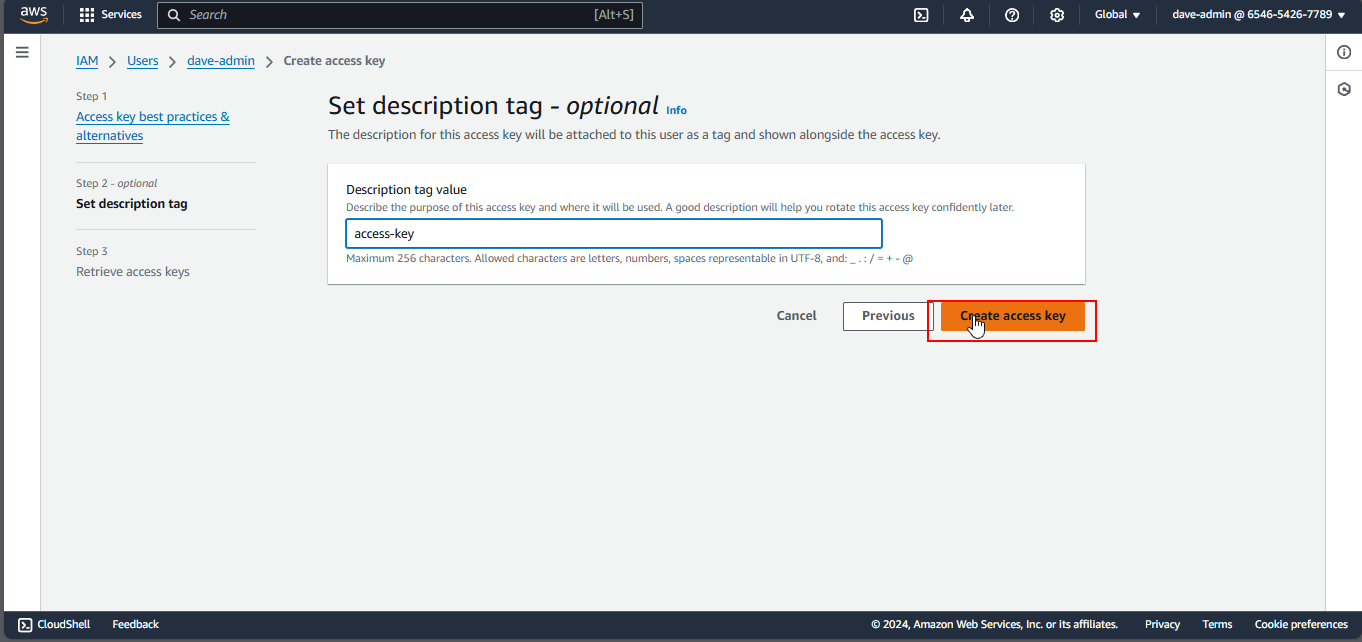 aws
Services
Search
[Alt+S]
Global
dave-admin @ 6546-5426-7789
IAM > Users > dave-admin > Create access key
Step 1
Access key best practices &
alternatives
Step 2 - optional
Set description tag
Step 3
Retrieve access keys
Set description tag - optional Info
The description for this access key will be attached to this user as a tag and shown alongside the access key.
Description tag value
Describe the purpose of this access key and where it will be used. A good description will help you rotate this access key confidently later.
access-key
Maximum 256 characters. Allowed characters are letters, numbers, spaces representable in UTF-8, and: _ . : / = + - @
Cancel
Previous
Create access key
CloudShell
Feedback
© 2024, Amazon Web Services, Inc. or its affiliates.
Privacy
Terms
Cookie preferences